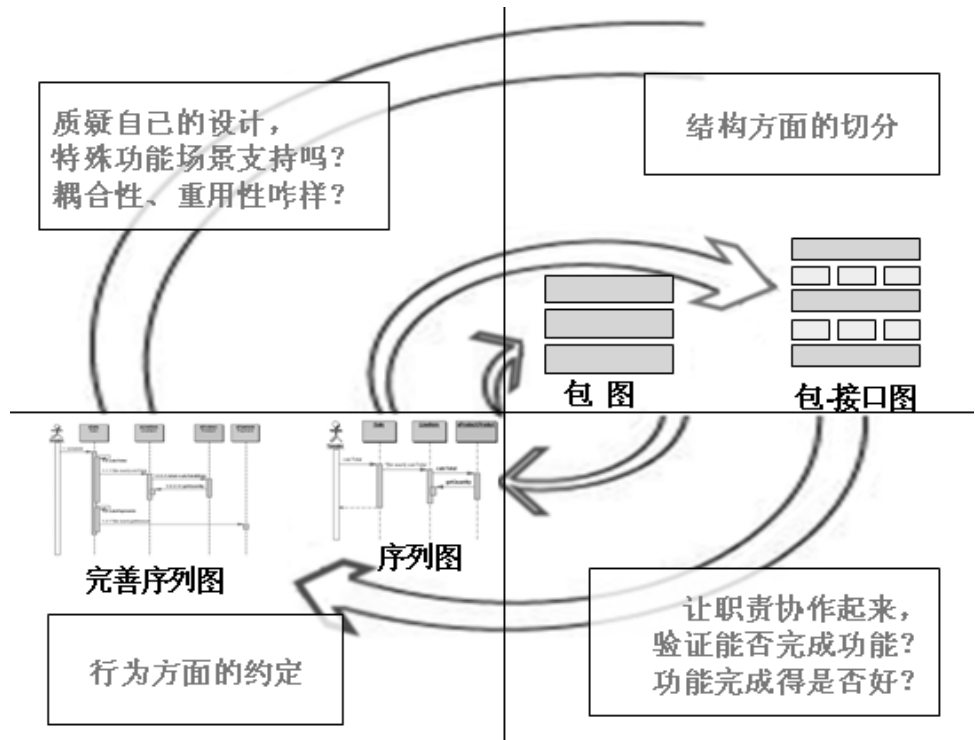 质疑自己的设计，
特殊功能场景支持吗？
耦合性、重用性咋样？
结构方面的切分
包 图
包-接口图
序列图
完善序列图
让职责协作起来，
验证能否完成功能？
功能完成得是否好？
行为方面的约定